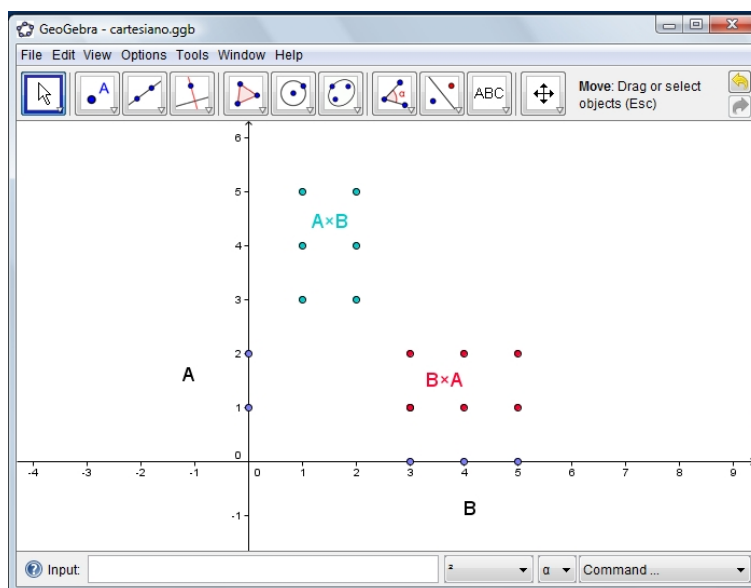 GeoGebra - cartesiano.ggb
File Edit View Options Tools Window Help
A
α
ABC
Move: Drag or select
objects (Esc)
6
5
A×B
4
3
2
A
B×A
1
0
-4 -3 -2 -1 0 1 2 3 4 5 6 7 8 9
B
-1
Input: ² α Command ...